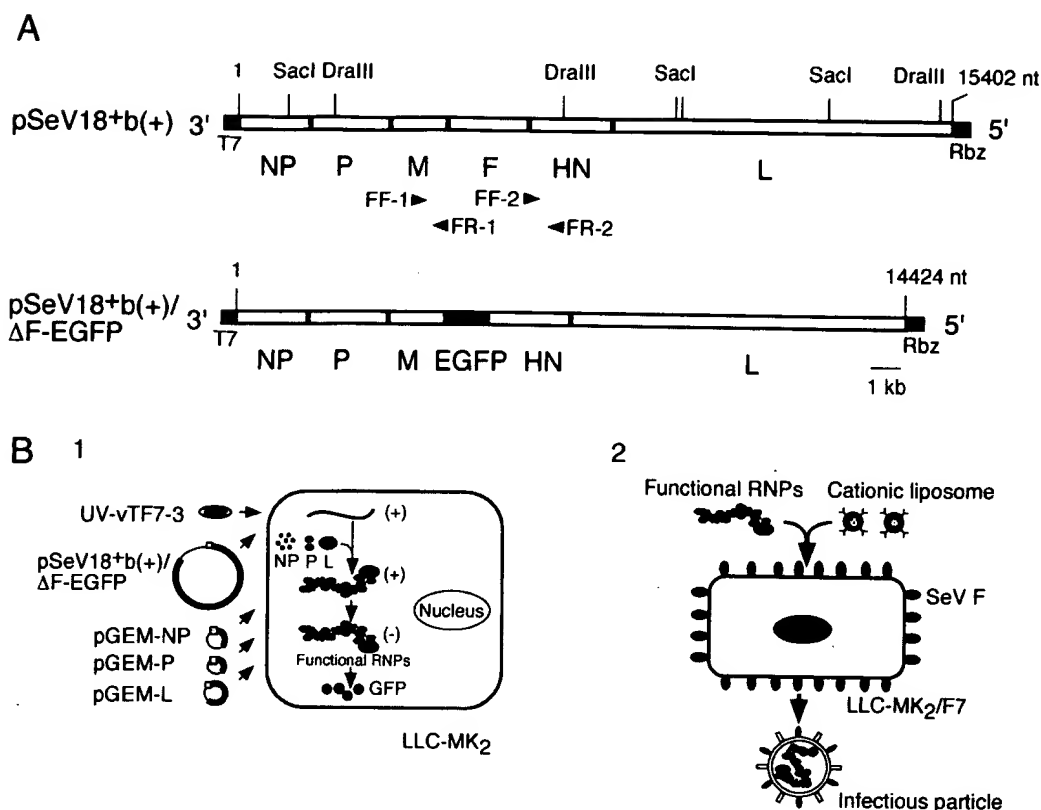 A
1 SacI DraIII DraIII SacI SacI DraIII 15402 nt
pSeV18+b(+) 3' 5'
T7 Rbz
NP P M F HN L
FF-1 FF-2
FR-1 FR-2
1 14424 nt
pSeV18+b(+)/
ΔF-EGFP 3' 5'
T7 Rbz
NP P M EGFP HN L
1 kb
B 1
UV-vTF7-3
pSeV18+b(+)/
ΔF-EGFP
pGEM-NP
pGEM-P
pGEM-L
(+)
NP P L
(+)
Nucleus
(-)
Functional RNPs
GFP
LLC-MK2
2
Functional RNPs Cationic liposome
SeV F
LLC-MK2/F7
Infectious particle